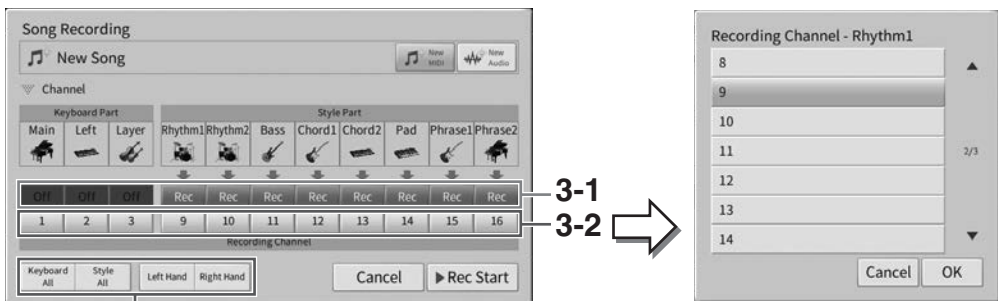 Song Recording
New Song
New MIDI
New Audio
Channel
Keyboard Part
Style Part
Main Left Layer Rhythm1 Rhythm2 Bass Chord1 Chord2 Pad Phrase1 Phrase2
Off Off Off Rec Rec Rec Rec Rec Rec Rec Rec
3-1
1 2 3 9 10 11 12 13 14 15 16
3-2
Recording Channel
Keyboard All
Style All
Left Hand
Right Hand
Cancel
Rec Start
Recording Channel - Rhythm1
8
9
10
11
2/3
12
13
14
Cancel
OK